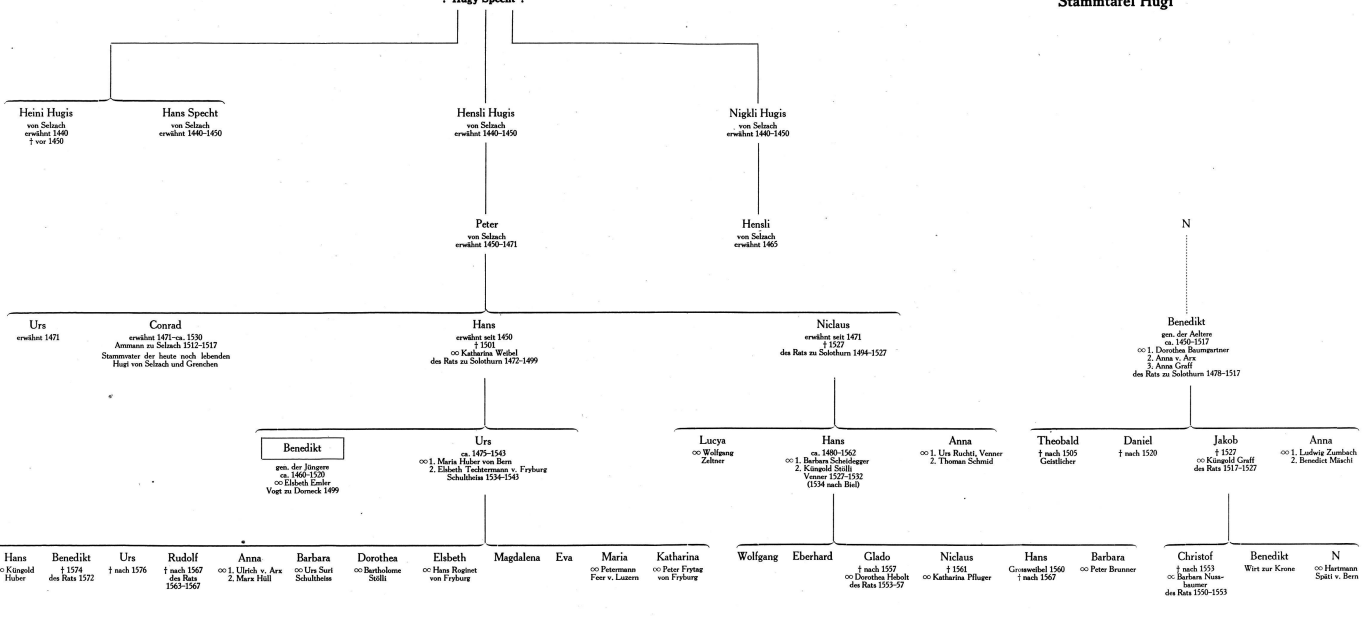 ? Hugy Specht ?
Stammtafel Hugi
Heini Hugis
von Selzach
erwähnt 1440
† vor 1450
Hans Specht
von Selzach
erwähnt 1440-1450
Hensli Hugis
von Selzach
erwähnt 1440-1450
Nigkli Hugis
von Selzach
erwähnt 1440-1450
Peter
von Selzach
erwähnt 1450-1471
Hensli
von Selzach
erwähnt 1465
N
Urs
erwähnt 1471
Conrad
erwähnt 1471-ca. 1530
Ammann zu Selzach 1512-1517
Stammvater der heute noch lebenden
Hugi von Selzach und Grenchen
Hans
erwähnt seit 1450
† 1501
∞ Katharina Weibel
des Rats zu Solothurn 1472-1499
Niclaus
erwähnt seit 1471
† 1527
des Rats zu Solothurn 1494-1527
Benedikt
gen. der Aeltere
ca. 1450-1517
∞ 1. Dorothea Baumgartner
2. Anna v. Arx
3. Anna Graff
des Rats zu Solothurn 1478-1517
Benedikt
gen. der Jüngere
ca. 1460-1520
∞ Elsbeth Emler
Vogt zu Dorneck 1499
Urs
ca. 1475-1543
∞ 1. Maria Huber von Bern
2. Elsbeth Techtermann v. Fryburg
Schultheiss 1534-1543
Lucya
∞ Wolfgang
Zeltner
Hans
ca. 1480-1562
∞ 1. Barbara Scheidegger
2. Küngold Stölli
Venner 1527-1532
(1534 nach Biel)
Anna
∞ 1. Urs Ruchti, Venner
2. Thomas Schmid
Theobald
† nach 1505
Geistlicher
Daniel
† nach 1520
Jakob
† 1527
∞ Küngold Graff
des Rats 1517-1527
Anna
∞ 1. Ludwig Zumbach
2. Benedict Mäschi
Hans
∞ Küngold
Huber
Benedikt
† 1574
des Rats 1572
Urs
† nach 1576
Rudolf
† nach 1567
des Rats
1563-1567
Anna
∞ 1. Ulrich v. Arx
2. Marx Hüll
Barbara
∞ Urs Suri
Schultheiss
Dorothea
∞ Bartholome
Stölli
Elsbeth
∞ Hans Roginet
von Fryburg
Magdalena
Eva
Maria
∞ Petermann
Feer v. Luzern
Katharina
∞ Peter Frytag
von Fryburg
Wolfgang
Eberhard
Glado
† nach 1557
∞ Dorothea Hebolt
des Rats 1553-57
Niclaus
† 1561
∞ Katharina Pfluger
Hans
Grossweibel 1560
† nach 1567
Barbara
∞ Peter Brunner
Christof
† nach 1553
∞ Barbara Nuss-
baumer
des Rats 1550-1553
Benedikt
Wirt zur Krone
N
∞ Hartmann
Späti v. Bern